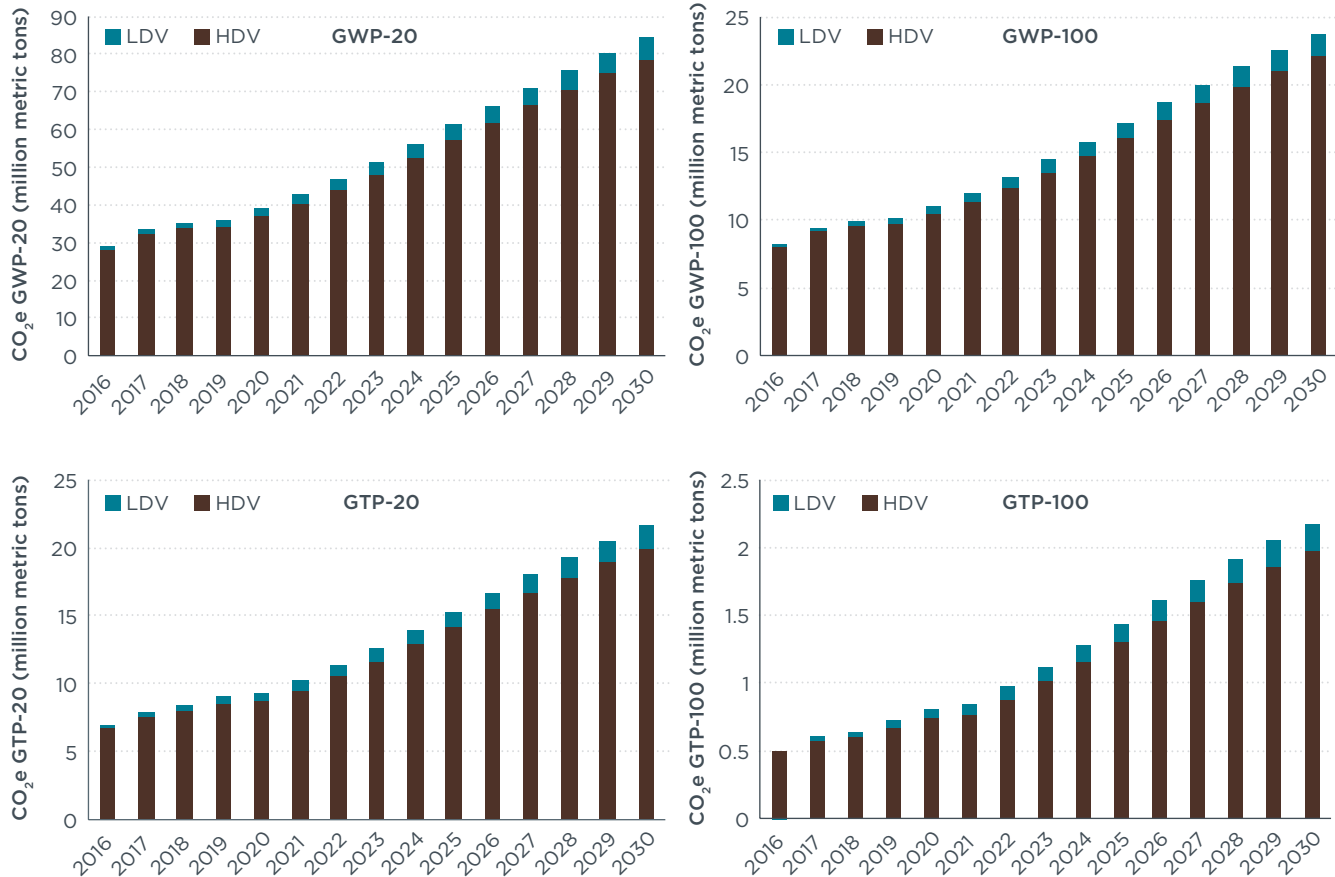 CO2e GWP-20 (million metric tons)
LDV HDV GWP-20
90
80
70
60
50
40
30
20
10
0
2016 2017 2018 2019 2020 2021 2022 2023 2024 2025 2026 2027 2028 2029 2030
CO2e GWP-100 (million metric tons)
LDV HDV GWP-100
25
20
15
10
5
0
2016 2017 2018 2019 2020 2021 2022 2023 2024 2025 2026 2027 2028 2029 2030
CO2e GTP-20 (million metric tons)
LDV HDV GTP-20
25
20
15
10
5
0
2016 2017 2018 2019 2020 2021 2022 2023 2024 2025 2026 2027 2028 2029 2030
CO2e GTP-100 (million metric tons)
LDV HDV GTP-100
2.5
2
1.5
1
0.5
0
2016 2017 2018 2019 2020 2021 2022 2023 2024 2025 2026 2027 2028 2029 2030